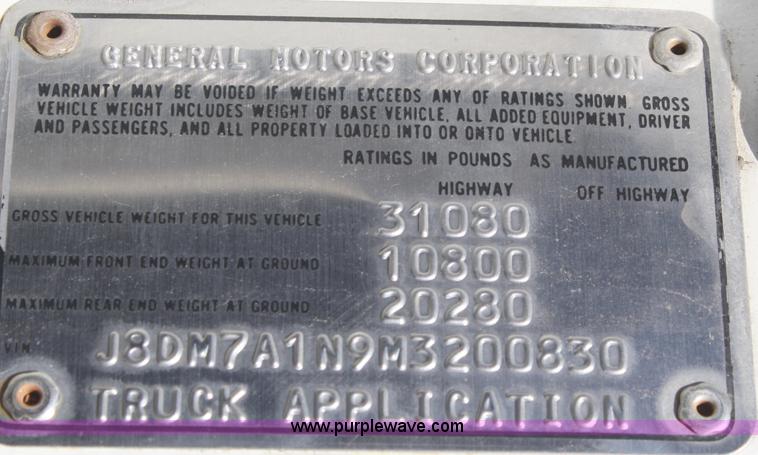 GENERAL MOTORS CORPORATION
WARRANTY MAY BE VOIDED IF WEIGHT EXCEEDS ANY OF RATINGS SHOWN. GROSS
VEHICLE WEIGHT INCLUDES WEIGHT OF BASE VEHICLE, ALL ADDED EQUIPMENT, DRIVER
AND PASSENGERS, AND ALL PROPERTY LOADED INTO OR ONTO VEHICLE.
RATINGS IN POUNDS AS MANUFACTURED
HIGHWAY OFF HIGHWAY
GROSS VEHICLE WEIGHT FOR THIS VEHICLE 31080
MAXIMUM FRONT END WEIGHT AT GROUND 10800
MAXIMUM REAR END WEIGHT AT GROUND 20280
VIN J8DM7A1N9M3200830
TRUCK APPLICATION
www.purplewave.com